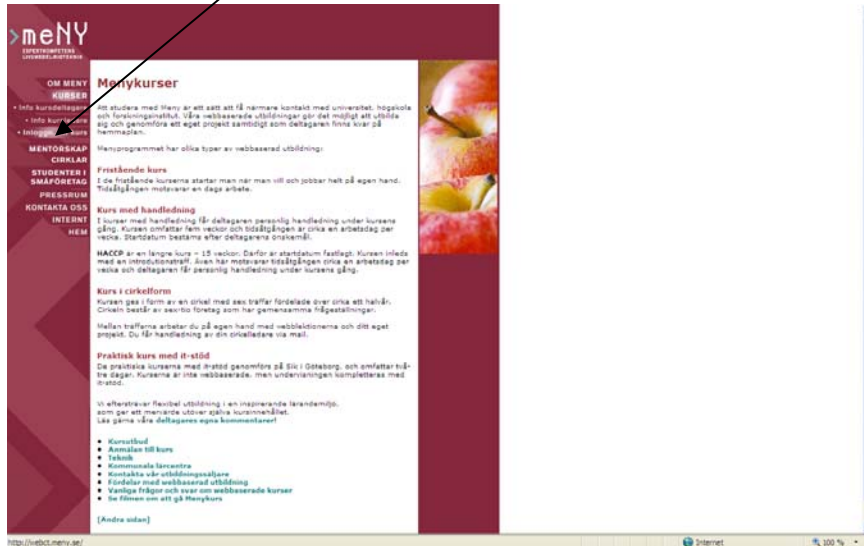 >meNY
EXPERTKOMPETENS
LIVSMEDELSHYGIEN
OM MENY
KURSER
• Info kursdeltagare
• Info kursledare
• Inloggning kurs
MENTORSKAP
CIRKLAR
STUDENTER I
SMÅFÖRETAG
PRESSRUM
KONTAKTA OSS
INTERNT
HEM
Menykurser
Att studera med Meny är ett sätt att få närmare kontakt med universitet, högskola
och forskningsinstitut. Våra webbaserade utbildningar gör det möjligt att utbilda
sig och genomföra ett eget projekt samtidigt som deltagaren finns kvar på
hemmaplan.
Menyprogrammet har olika typer av webbaserad utbildning:
Fristående kurs
I de fristående kurserna startar man när man vill och jobbar helt på egen hand.
Tidsåtgången motsvarar en dags arbete.
Kurs med handledning
I kurser med handledning får deltagaren personlig handledning under kursens
gång. Kursen omfattar fem veckor och tidsåtgången är cirka en arbetsdag per
vecka. Startdatum bestäms efter deltagarens önskemål.
HACCP är en längre kurs – 15 veckor. Därför är startdatum fastlagt. Kursen inleds
med en introdutionsträff. Även här motsvarar tidsåtgången cirka en arbetsdag per
vecka och deltagaren får personlig handledning under kursens gång.
Kurs i cirkelform
Kursen ges i form av en cirkel med sex träffar fördelade över cirka ett halvår.
Cirkeln består av sex-tio företag som har gemensamma frågeställningar.
Mellan träffarna arbetar du på egen hand med webblektionerna och ditt eget
projekt. Du får handledning av din cirkelledare via mail.
Praktisk kurs med it-stöd
De praktiska kurserna med it-stöd genomförs på Sik i Göteborg, och omfattar två-
tre dagar. Kurserna är inte webbaserade, men undervisningen kompletteras med
it-stöd.
Vi eftersträvar flexibel utbildning i en inspirerande lärandemiljö,
som ger ett mervärde utöver själva kursinnehållet.
Läs gärna våra deltagares egna kommentarer!
• Kursutbud
• Anmälan till kurs
• Teknik
• Kommunala lärcentra
• Kontakta vår utbildningssäljare
• Fördelar med webbaserad utbildning
• Vanliga frågor och svar om webbaserade kurser
• Se filmen om att gå Menykurs
[Ändra sidan]
http://webct.meny.se/
Internet
100 %